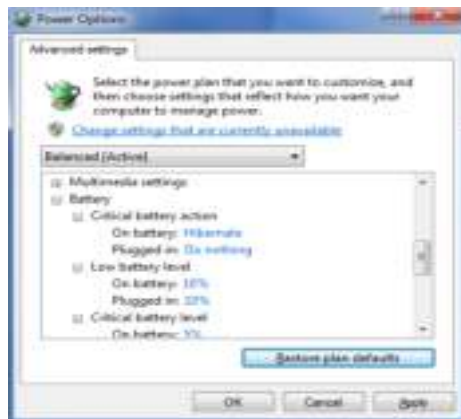 Power Options
Advanced settings
Select the power plan that you want to customize, and
then choose settings that reflect how you want your
computer to manage power.
Change settings that are currently unavailable
Balanced [Active]
Multimedia settings
Battery
Critical battery action
On battery: Hibernate
Plugged in: Do nothing
Low battery level
On battery: 10%
Plugged in: 10%
Critical battery level
On battery: 5%
Restore plan defaults
OK Cancel Apply